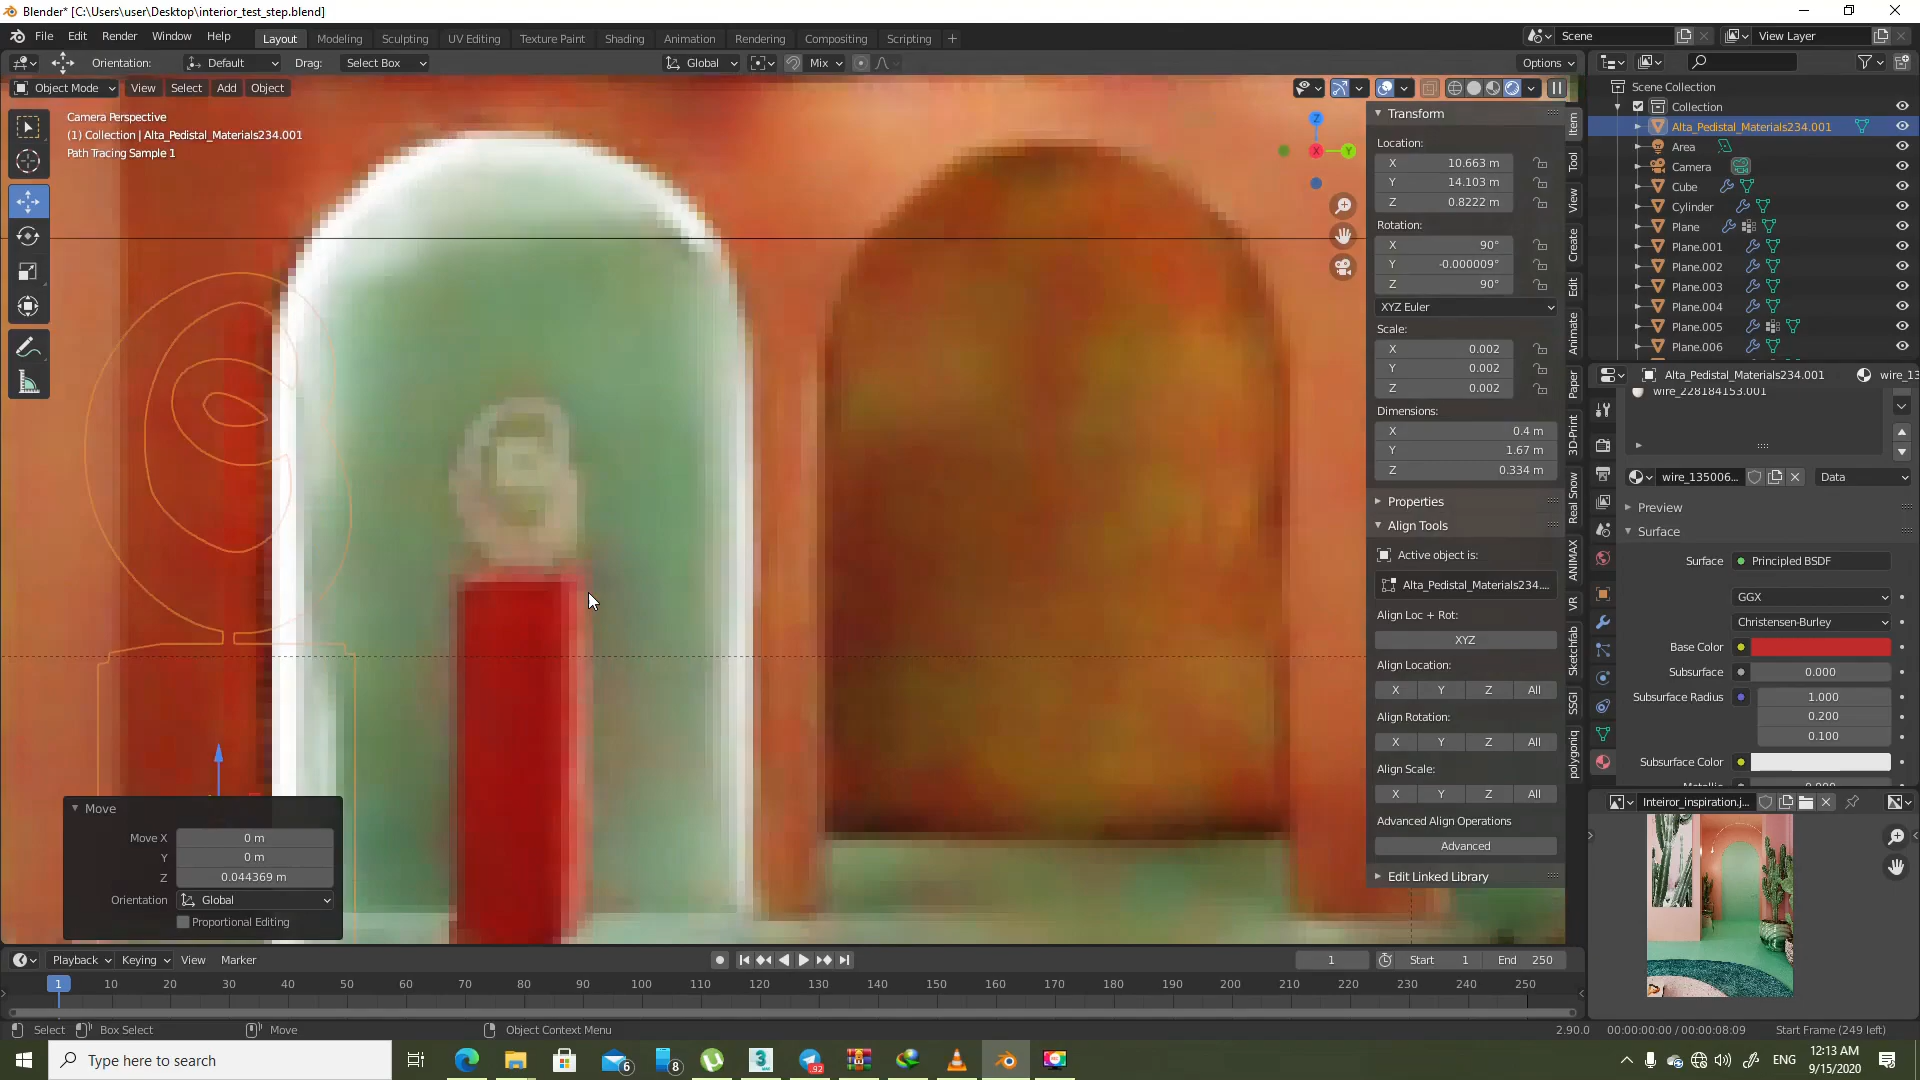 Blender* [C:\Users\user\Desktop\interior_test_step.blend]
File Edit Render Window Help
Layout Modeling Sculpting UV Editing Texture Paint Shading Animation Rendering Compositing Scripting +
Scene View Layer
Orientation: Default Drag: Select Box Global Mix Options
Object Mode View Select Add Object
Camera Perspective
(1) Collection | Alta_Pedistal_Materials234.001
Path Tracing Sample 1
Z
X
Y
Transform
Location:
X 10.663 m
Y 14.103 m
Z 0.8222 m
Rotation:
X 90°
Y -0.000009°
Z 90°
XYZ Euler
Scale:
X 0.002
Y 0.002
Z 0.002
Dimensions:
X 0.4 m
Y 1.67 m
Z 0.334 m
Properties
Align Tools
Active object is:
Alta_Pedistal_Materials234....
Align Loc + Rot:
XYZ
Align Location:
X Y Z All
Align Rotation:
X Y Z All
Align Scale:
X Y Z All
Advanced Align Operations
Advanced
Edit Linked Library
Item
Tool
View
Create
Edit
Animate
Paper
3D-Print
Real Snow
ANIMAX
VR
Sketchfab
SSGI
polygoniq
Scene Collection
Collection
Alta_Pedistal_Materials234.001
Area
Camera
Cube
Cylinder
Plane
Plane.001
Plane.002
Plane.003
Plane.004
Plane.005
Plane.006
Alta_Pedistal_Materials234.001 wire_13
wire_228184153.001
wire_135006... Data
Preview
Surface
Surface Principled BSDF
GGX
Christensen-Burley
Base Color
Subsurface 0.000
Subsurface Radius 1.000
0.200
0.100
Subsurface Color
Inteiror_inspiration.j...
Move
Move X 0 m
Y 0 m
Z 0.044369 m
Orientation Global
Proportional Editing
Playback Keying View Marker
1 Start 1 End 250
1 10 20 30 40 50 60 70 80 90 100 110 120 130 140 150 160 170 180 190 200 210 220 230 240 250
Select Box Select Move Object Context Menu
2.90.0 00:00:00:00 / 00:00:08:09 Start Frame (249 left)
Type here to search
6
8
3
92
ENG
12:13 AM
9/15/2020